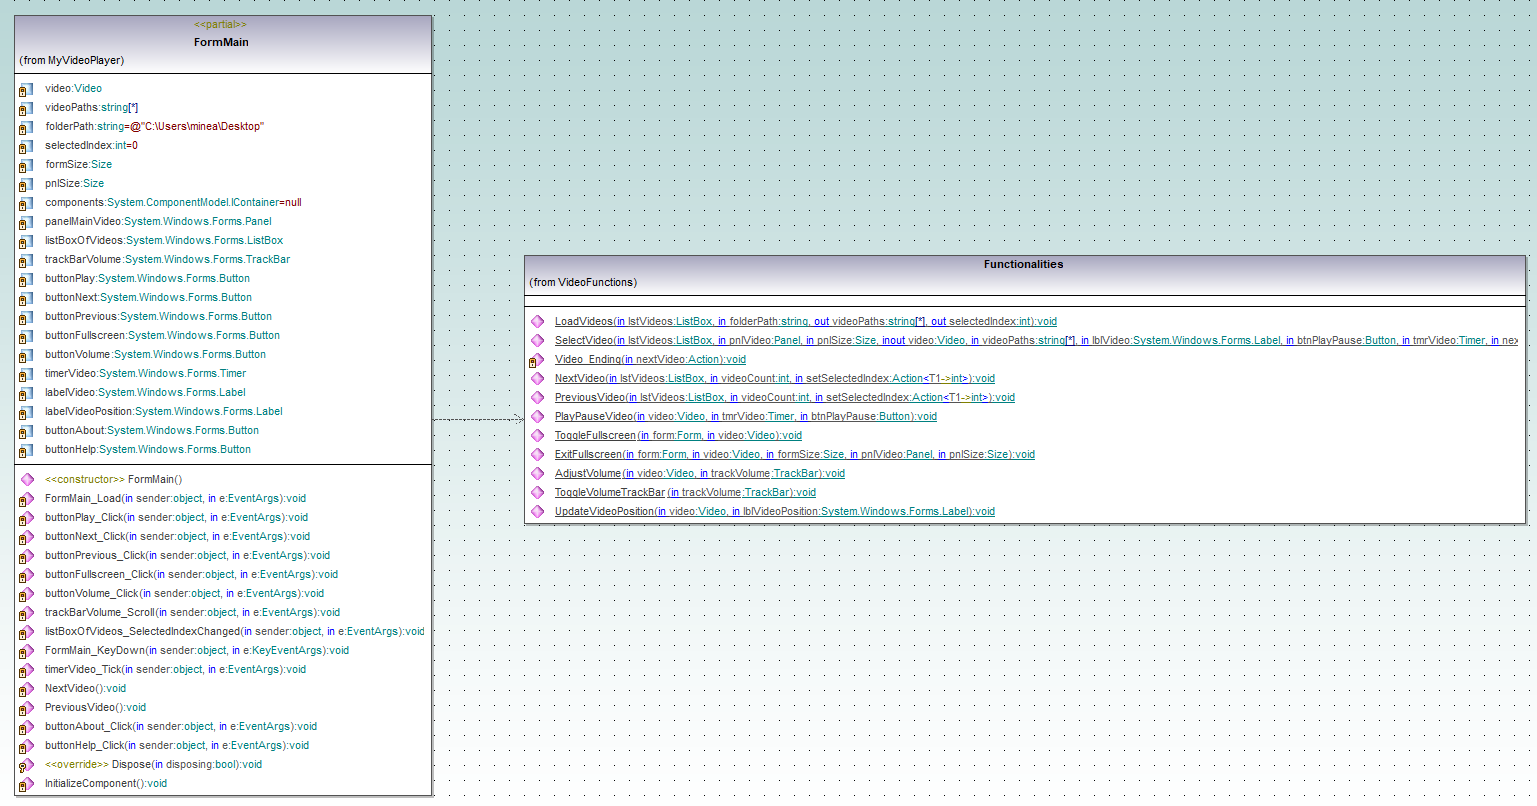 <<partial>>
FormMain
(from MyVideoPlayer)
video:Video
videoPaths:string[*]
folderPath:string=@"C:\Users\minea\Desktop"
selectedIndex:int=0
formSize:Size
pnlSize:Size
components:System.ComponentModel.IContainer=null
panelMainVideo:System.Windows.Forms.Panel
listBoxOfVideos:System.Windows.Forms.ListBox
trackBarVolume:System.Windows.Forms.TrackBar
buttonPlay:System.Windows.Forms.Button
buttonNext:System.Windows.Forms.Button
buttonPrevious:System.Windows.Forms.Button
buttonFullscreen:System.Windows.Forms.Button
buttonVolume:System.Windows.Forms.Button
timerVideo:System.Windows.Forms.Timer
labelVideo:System.Windows.Forms.Label
labelVideoPosition:System.Windows.Forms.Label
buttonAbout:System.Windows.Forms.Button
buttonHelp:System.Windows.Forms.Button
<<constructor>> FormMain()
FormMain_Load(in sender:object, in e:EventArgs):void
buttonPlay_Click(in sender:object, in e:EventArgs):void
buttonNext_Click(in sender:object, in e:EventArgs):void
buttonPrevious_Click(in sender:object, in e:EventArgs):void
buttonFullscreen_Click(in sender:object, in e:EventArgs):void
buttonVolume_Click(in sender:object, in e:EventArgs):void
trackBarVolume_Scroll(in sender:object, in e:EventArgs):void
listBoxOfVideos_SelectedIndexChanged(in sender:object, in e:EventArgs):void
FormMain_KeyDown(in sender:object, in e:KeyEventArgs):void
timerVideo_Tick(in sender:object, in e:EventArgs):void
NextVideo():void
PreviousVideo():void
buttonAbout_Click(in sender:object, in e:EventArgs):void
buttonHelp_Click(in sender:object, in e:EventArgs):void
<<override>> Dispose(in disposing:bool):void
InitializeComponent():void
Functionalities
(from VideoFunctions)
LoadVideos(in lstVideos:ListBox, in folderPath:string, out videoPaths:string[*], out selectedIndex:int):void
SelectVideo(in lstVideos:ListBox, in pnlVideo:Panel, in pnlSize:Size, inout video:Video, in videoPaths:string[*], in lblVideo:System.Windows.Forms.Label, in btnPlayPause:Button, in tmrVideo:Timer, in nex
Video_Ending(in nextVideo:Action):void
NextVideo(in lstVideos:ListBox, in videoCount:int, in setSelectedIndex:Action<T1->int>):void
PreviousVideo(in lstVideos:ListBox, in videoCount:int, in setSelectedIndex:Action<T1->int>):void
PlayPauseVideo(in video:Video, in tmrVideo:Timer, in btnPlayPause:Button):void
ToggleFullscreen(in form:Form, in video:Video):void
ExitFullscreen(in form:Form, in video:Video, in formSize:Size, in pnlVideo:Panel, in pnlSize:Size):void
AdjustVolume(in video:Video, in trackVolume:TrackBar):void
ToggleVolumeTrackBar(in trackVolume:TrackBar):void
UpdateVideoPosition(in video:Video, in lblVideoPosition:System.Windows.Forms.Label):void